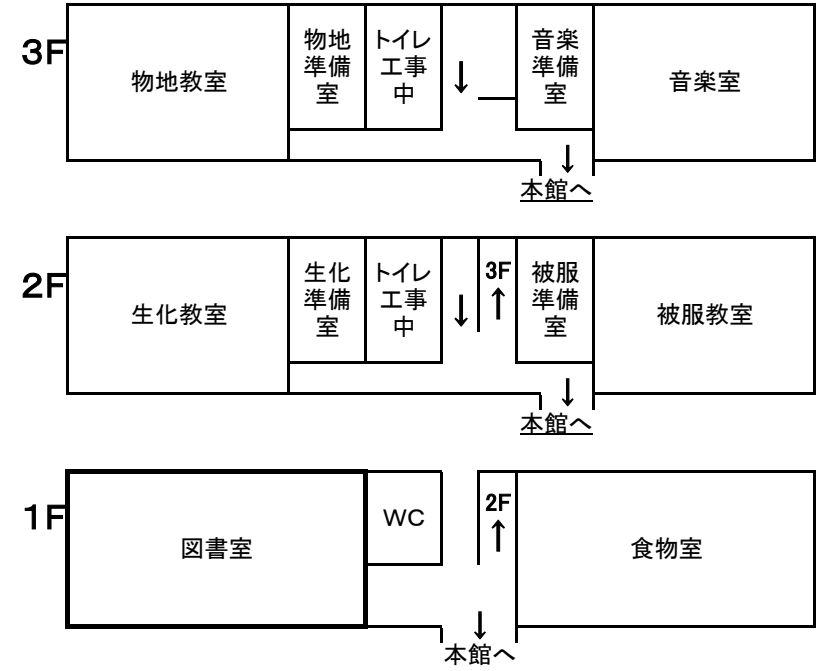 3F
物地教室
物地
準備
室
トイレ
工事
中
↓
音楽
準備
室
音楽室
↓
本館へ
2F
生化教室
生化
準備
室
トイレ
工事
中
↓
3F
↑
被服
準備
室
被服教室
↓
本館へ
1F
図書室
WC
2F
↑
食物室
↓
本館へ